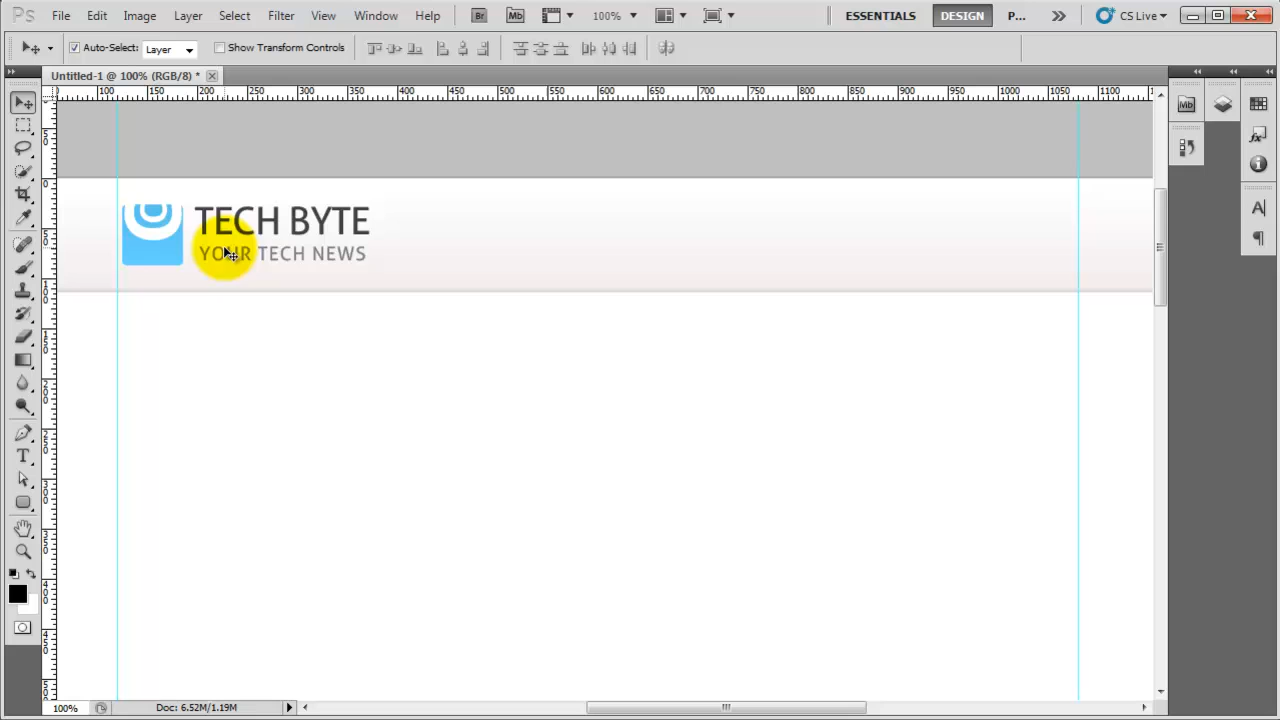 Ps File Edit Image Layer Select Filter View Window Help Br Mb 100% ESSENTIALS DESIGN P... CS Live
Auto-Select: Layer Show Transform Controls
Untitled-1 @ 100% (RGB/8) *
100 150 200 250 300 350 400 450 500 550 600 650 700 750 800 850 900 950 1000 1050 1100
Mb
TECH BYTE
YOUR TECH NEWS
100% Doc: 6.52M/1.19M